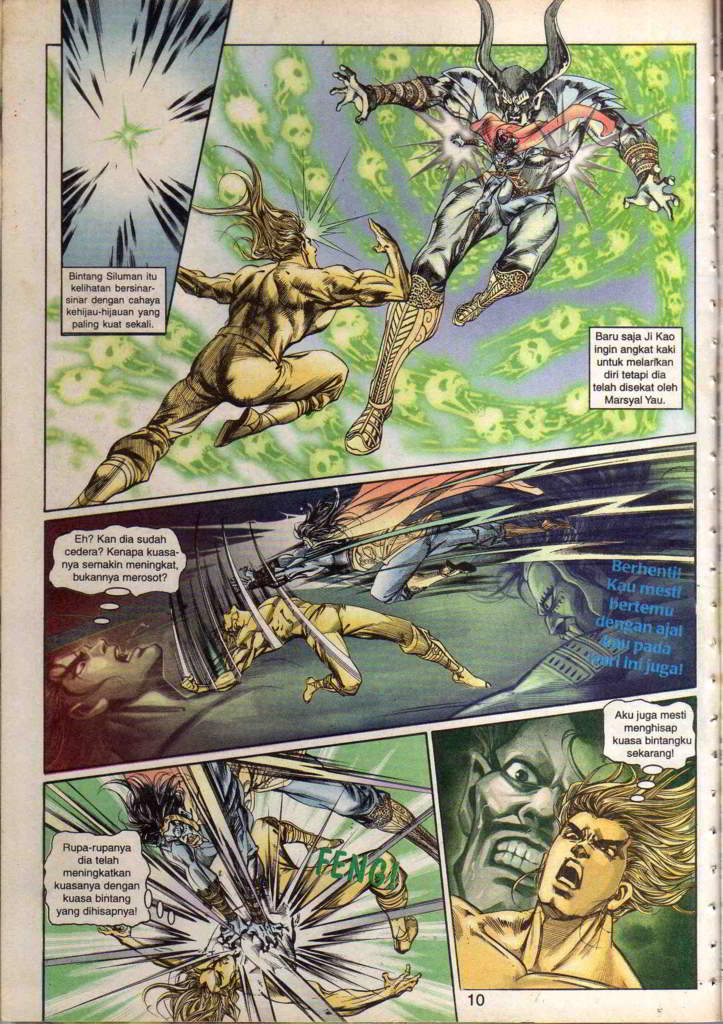 Bintang Siluman itu
kelihatan bersinar-
sinar dengan cahaya
kehijau-hijauan yang
paling kuat sekali.
Baru saja Ji Kao
ingin angkat kaki
untuk melarikan
diri tetapi dia
telah disekat oleh
Marsyal Yau.
Eh? Kan dia sudah
cedera? Kenapa kuasa-
nya semakin meningkat,
bukannya merosot?
Berhenti!
Kau mesti
bertemu
dengan ajal
kamu pada
hari ini juga!
Aku juga mesti
menghisap
kuasa bintangku
sekarang!
Rupa-rupanya
dia telah
meningkatkan
kuasanya dengan
kuasa bintang
yang dihisapnya!
FENG!
10